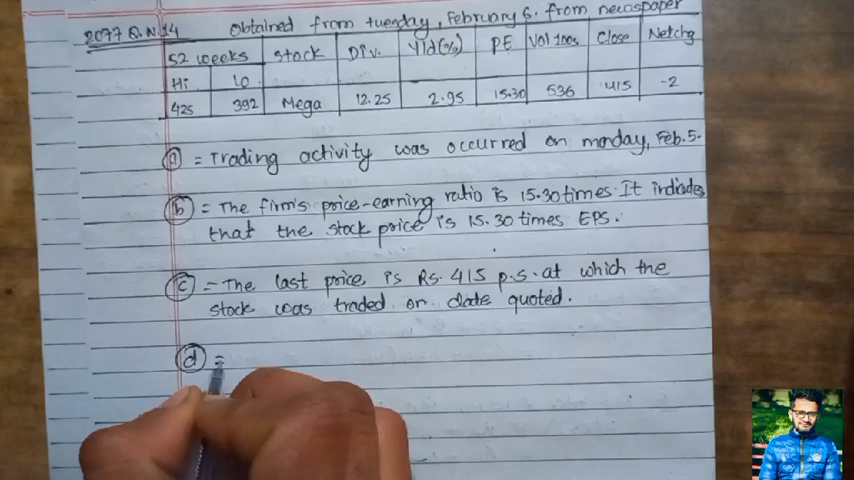 2077 Q.N.14 Obtained from tuesday, February 6. from newspaper
52 weeks Stock Div. Yld(%) PE Vol 100s Close Netchg
Hi Lo
425 392 Mega 12.25 2.95 15.30 536 415 -2
(a) = Trading activity was occurred on monday, Feb.5.
(b) = The firm's price-earning ratio is 15.30 times. It indicates
that the stock price is 15.30 times EPS.
(c) = The last price is Rs. 415 p.s. at which the
stock was traded on date quoted.
(d) =